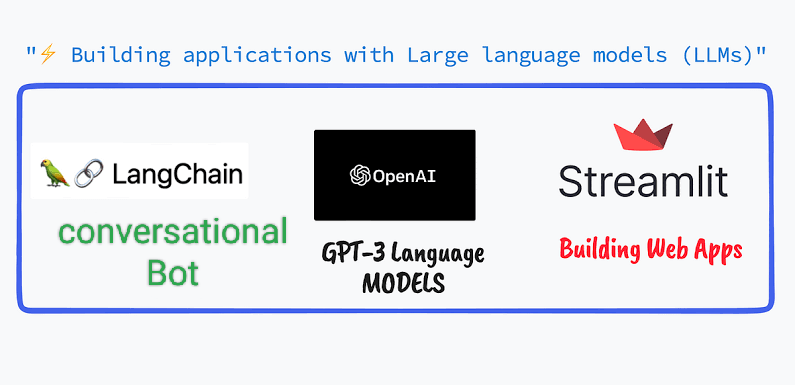 "⚡ Building applications with Large language models (LLMs)"
LangChain
conversational
Bot
OpenAI
GPT-3 Language
MODELS
Streamlit
Building Web Apps